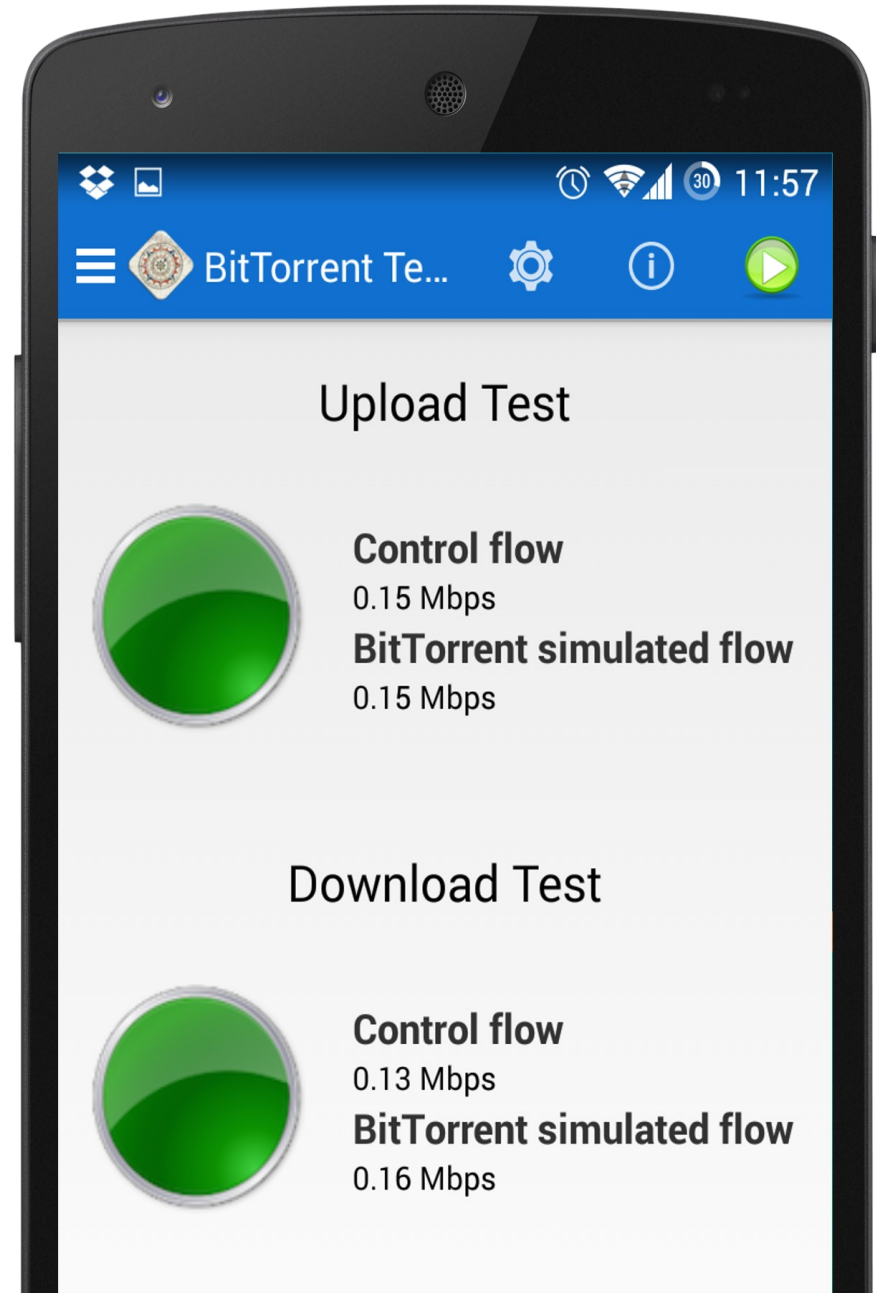 30 11:57
BitTorrent Te...
Upload Test
Control flow
0.15 Mbps
BitTorrent simulated flow
0.15 Mbps
Download Test
Control flow
0.13 Mbps
BitTorrent simulated flow
0.16 Mbps